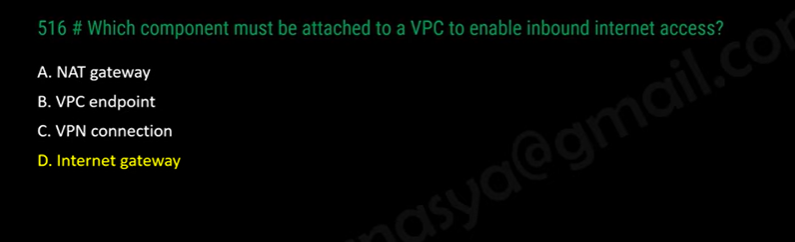 516 # Which component must be attached to a VPC to enable inbound internet access?
A. NAT gateway
B. VPC endpoint
C. VPN connection
D. Internet gateway